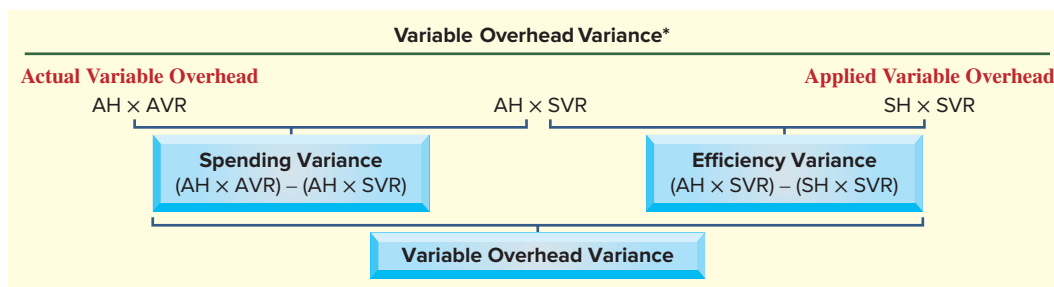 Variable Overhead Variance*
Actual Variable Overhead Applied Variable Overhead
AH × AVR AH × SVR SH × SVR
Spending Variance Efficiency Variance
(AH × AVR) – (AH × SVR) (AH × SVR) – (SH × SVR)
Variable Overhead Variance